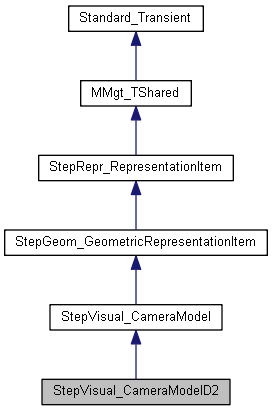 Standard_Transient
MMgt_TShared
StepRepr_RepresentationItem
StepGeom_GeometricRepresentationItem
StepVisual_CameraModel
StepVisual_CameraModelD2